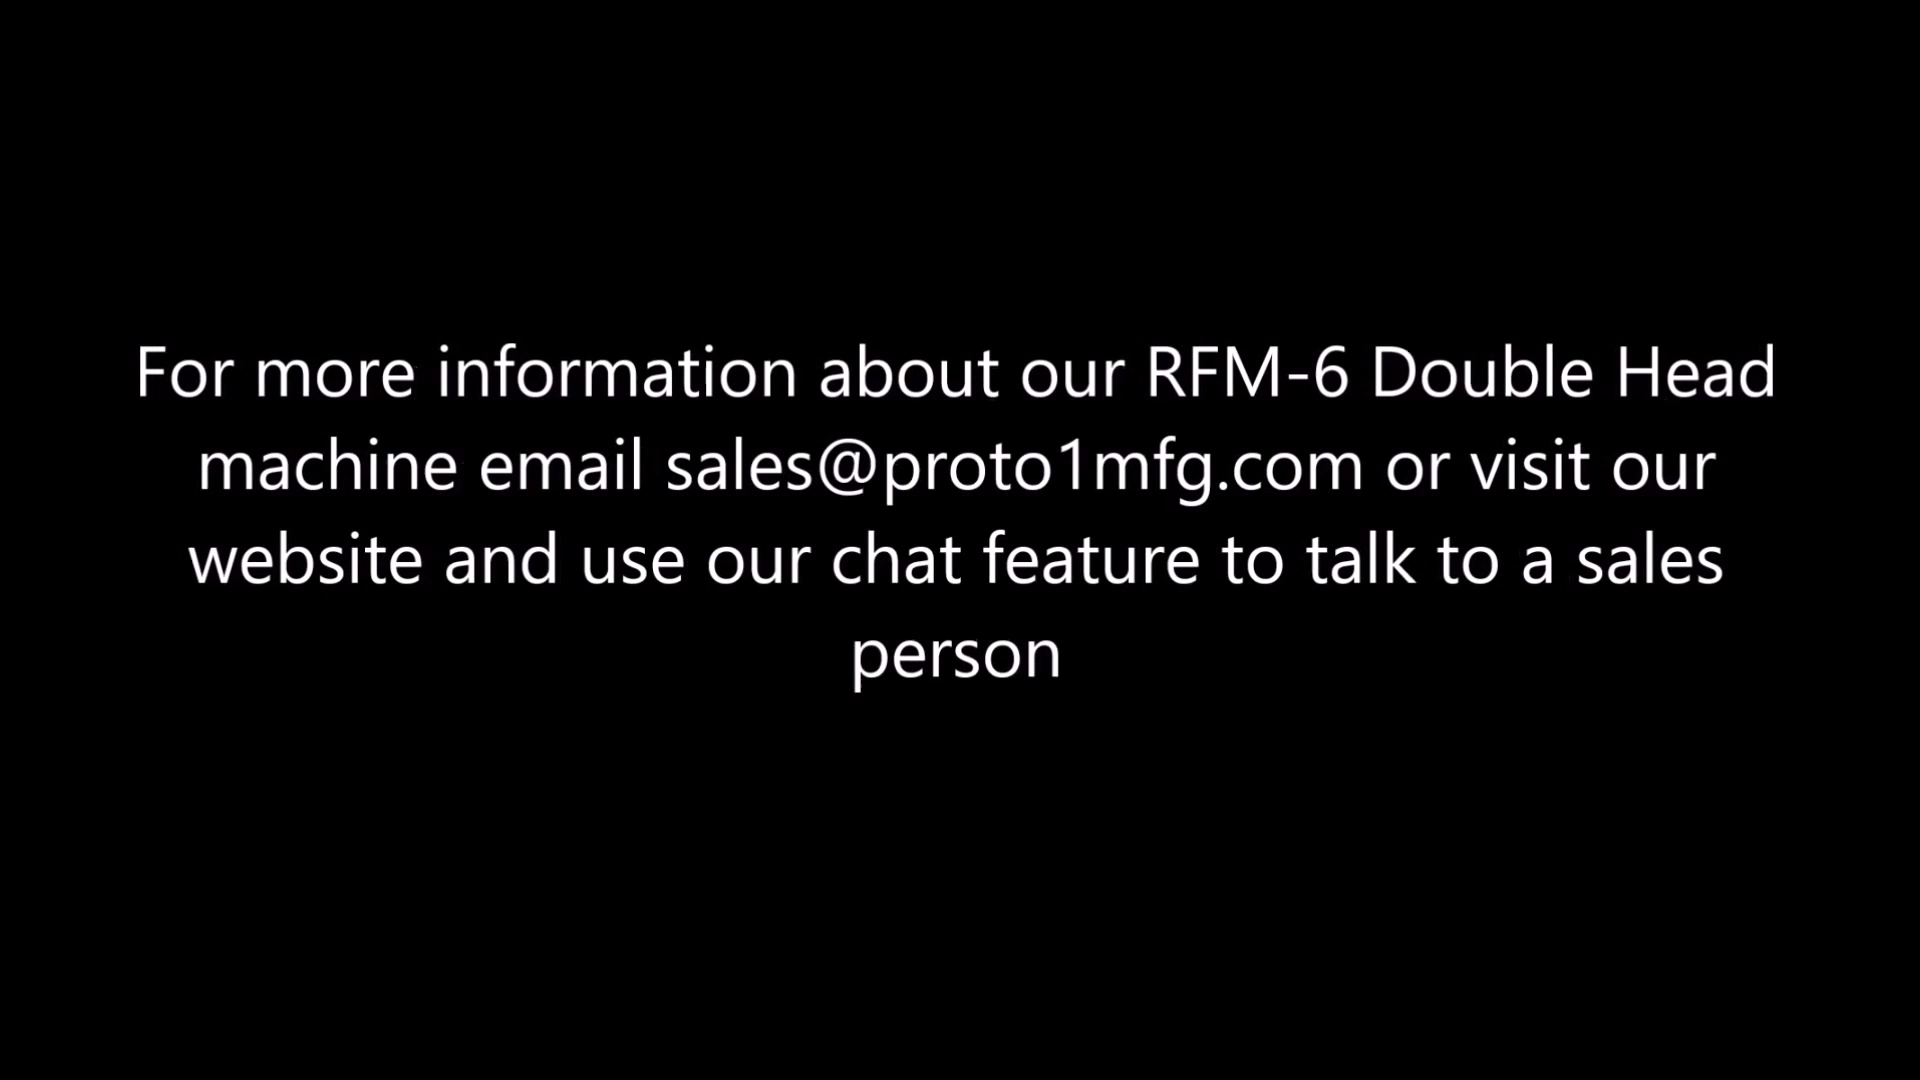 For more information about our RFM-6 Double Head
machine email sales@proto1mfg.com or visit our
website and use our chat feature to talk to a sales
person